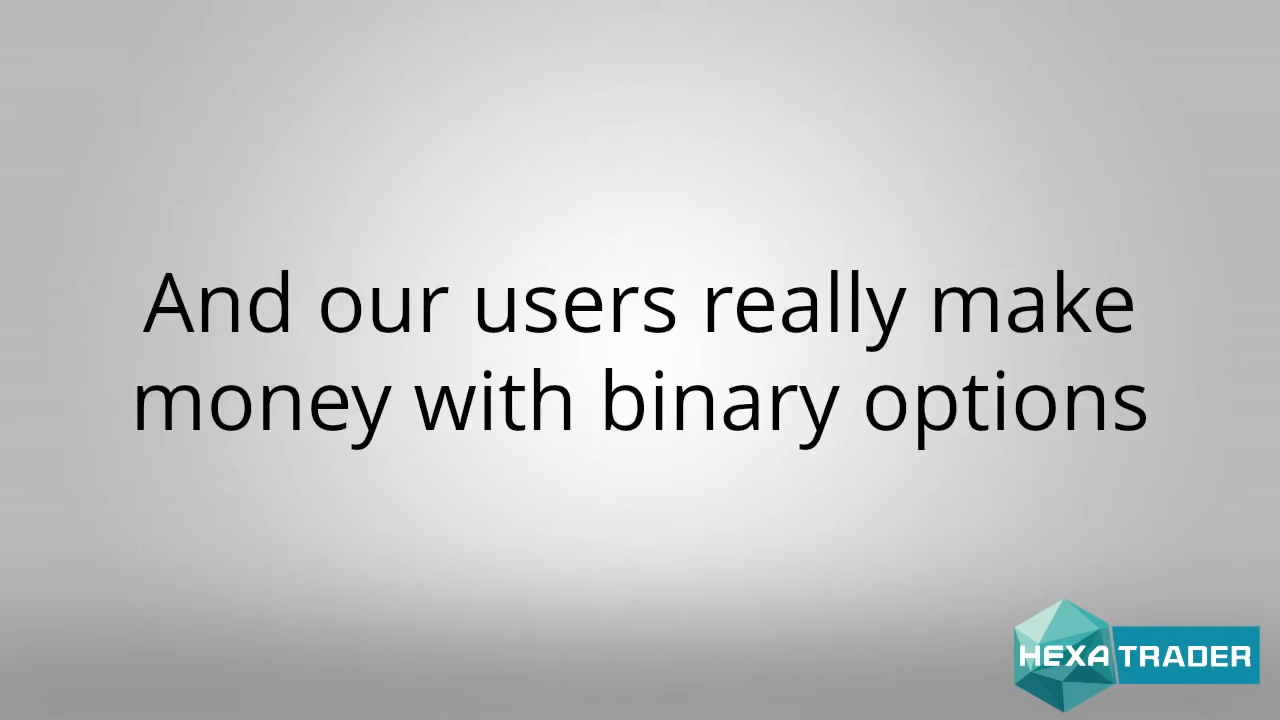 And our users really make
money with binary options
HEXA TRADER